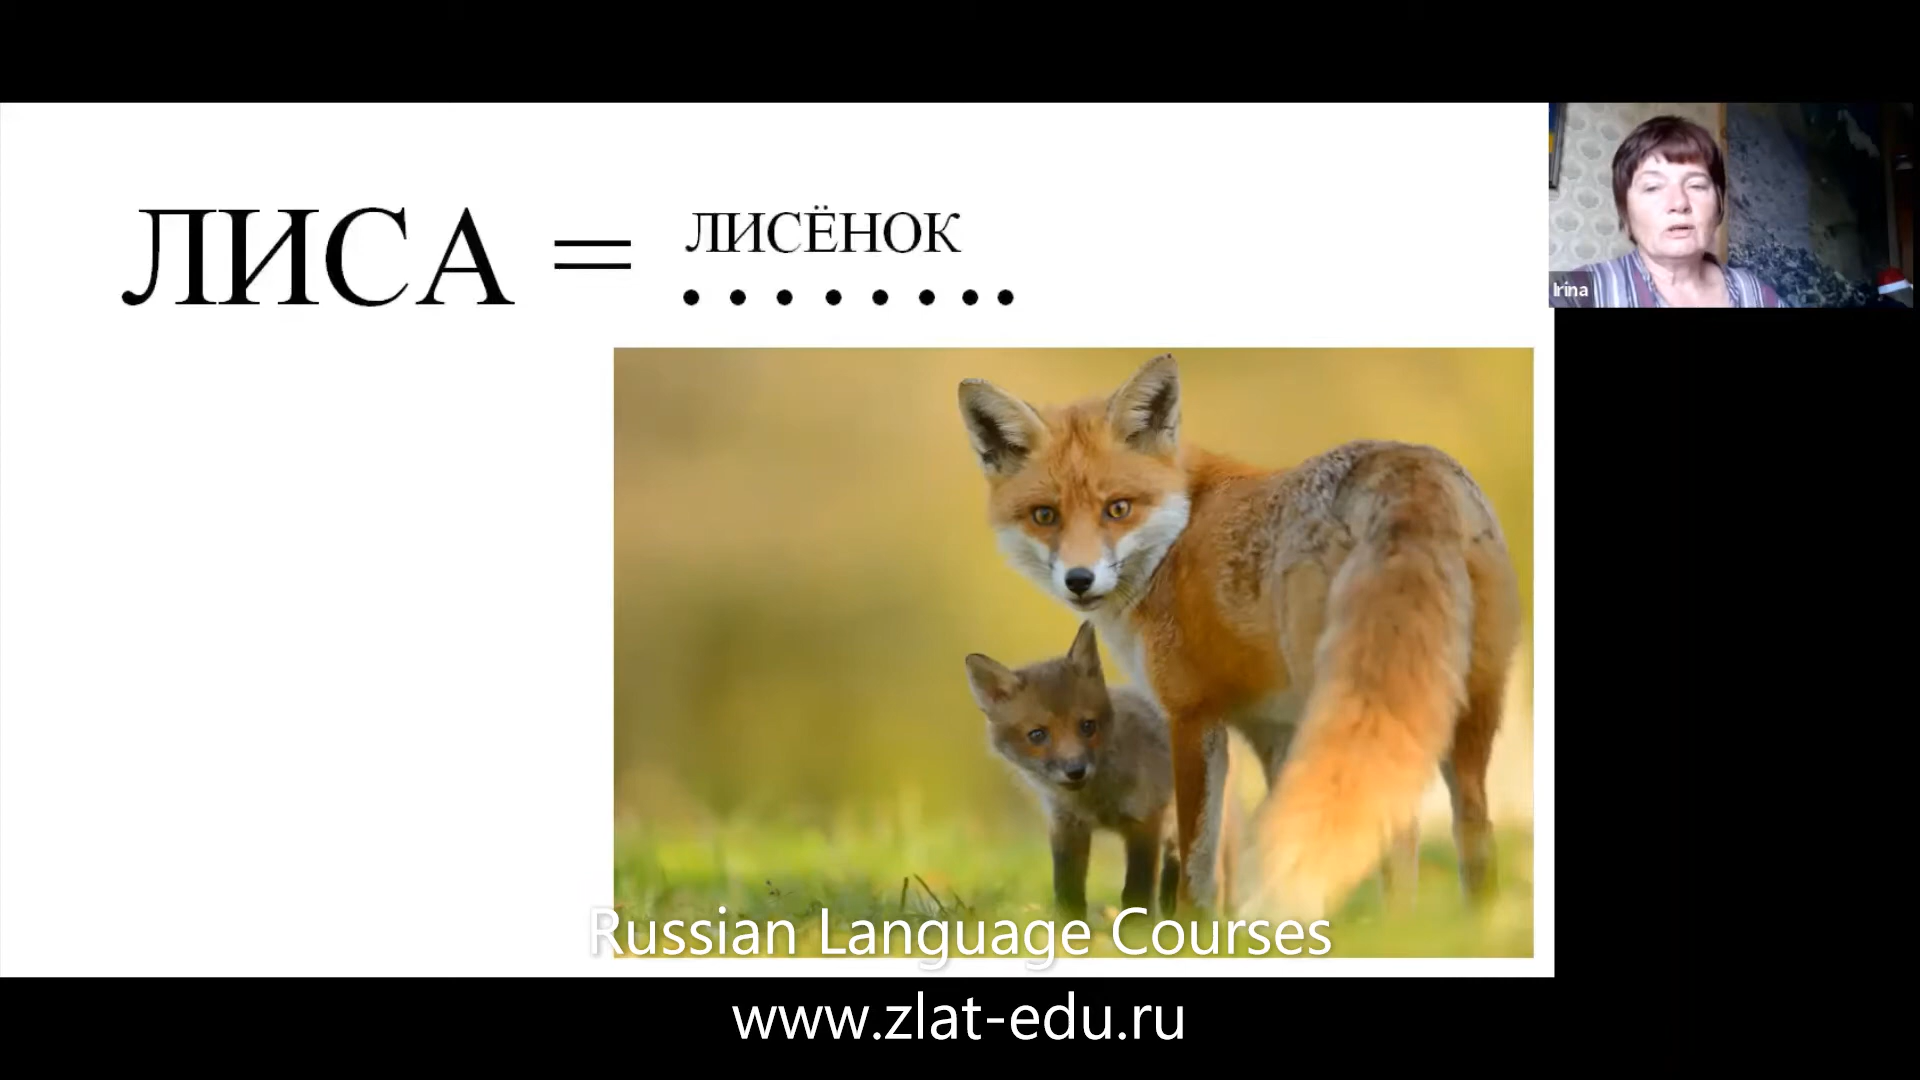 ЛИСА = ЛИСЁНОК
• • • • • • • •
Irina
Russian Language Courses
www.zlat-edu.ru